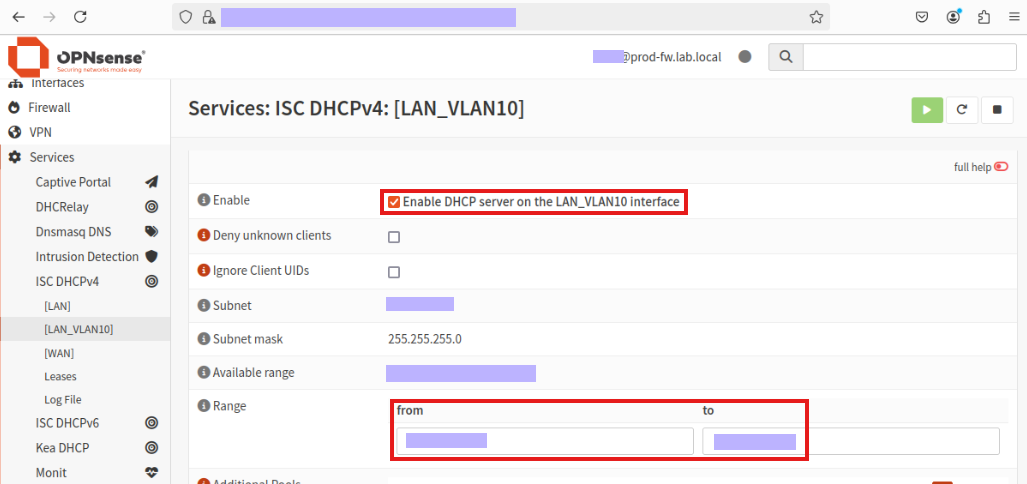 OPNsense®
Securing networks made easy
@prod-fw.lab.local
Interfaces
Firewall
VPN
Services
Captive Portal
DHCRelay
Dnsmasq DNS
Intrusion Detection
ISC DHCPv4
[LAN]
[LAN_VLAN10]
[WAN]
Leases
Log File
ISC DHCPv6
Kea DHCP
Monit
Services: ISC DHCPv4: [LAN_VLAN10]
full help
Enable
Enable DHCP server on the LAN_VLAN10 interface
Deny unknown clients
Ignore Client UIDs
Subnet
Subnet mask
255.255.255.0
Available range
Range
from
to
Additional Pools